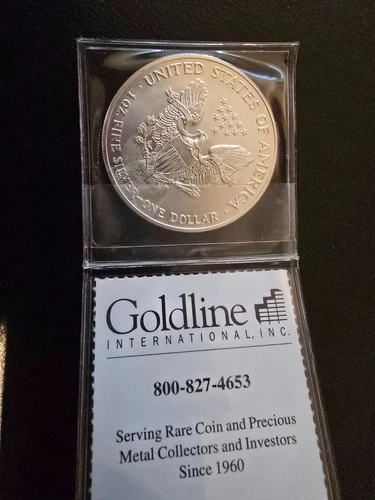 UNITED STATES OF AMERICA
1 OZ. FINE SILVER~ONE DOLLAR
Goldline
INTERNATIONAL, INC.
800-827-4653
Serving Rare Coin and Precious
Metal Collectors and Investors
Since 1960